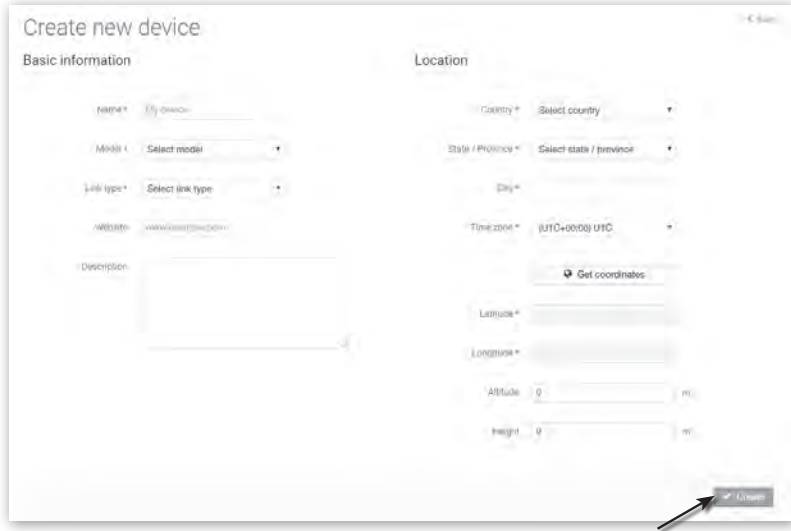 Create new device
Basic information
Name *
My device
Model *
Select model
Link type *
Select link type
Website
Description
Location
Country *
Select country
State / Province *
Select state / province
City *
Time zone *
(UTC+00:00) UTC
Get coordinates
Latitude *
Longitude *
Altitude
0
m
Height
0
m
Create